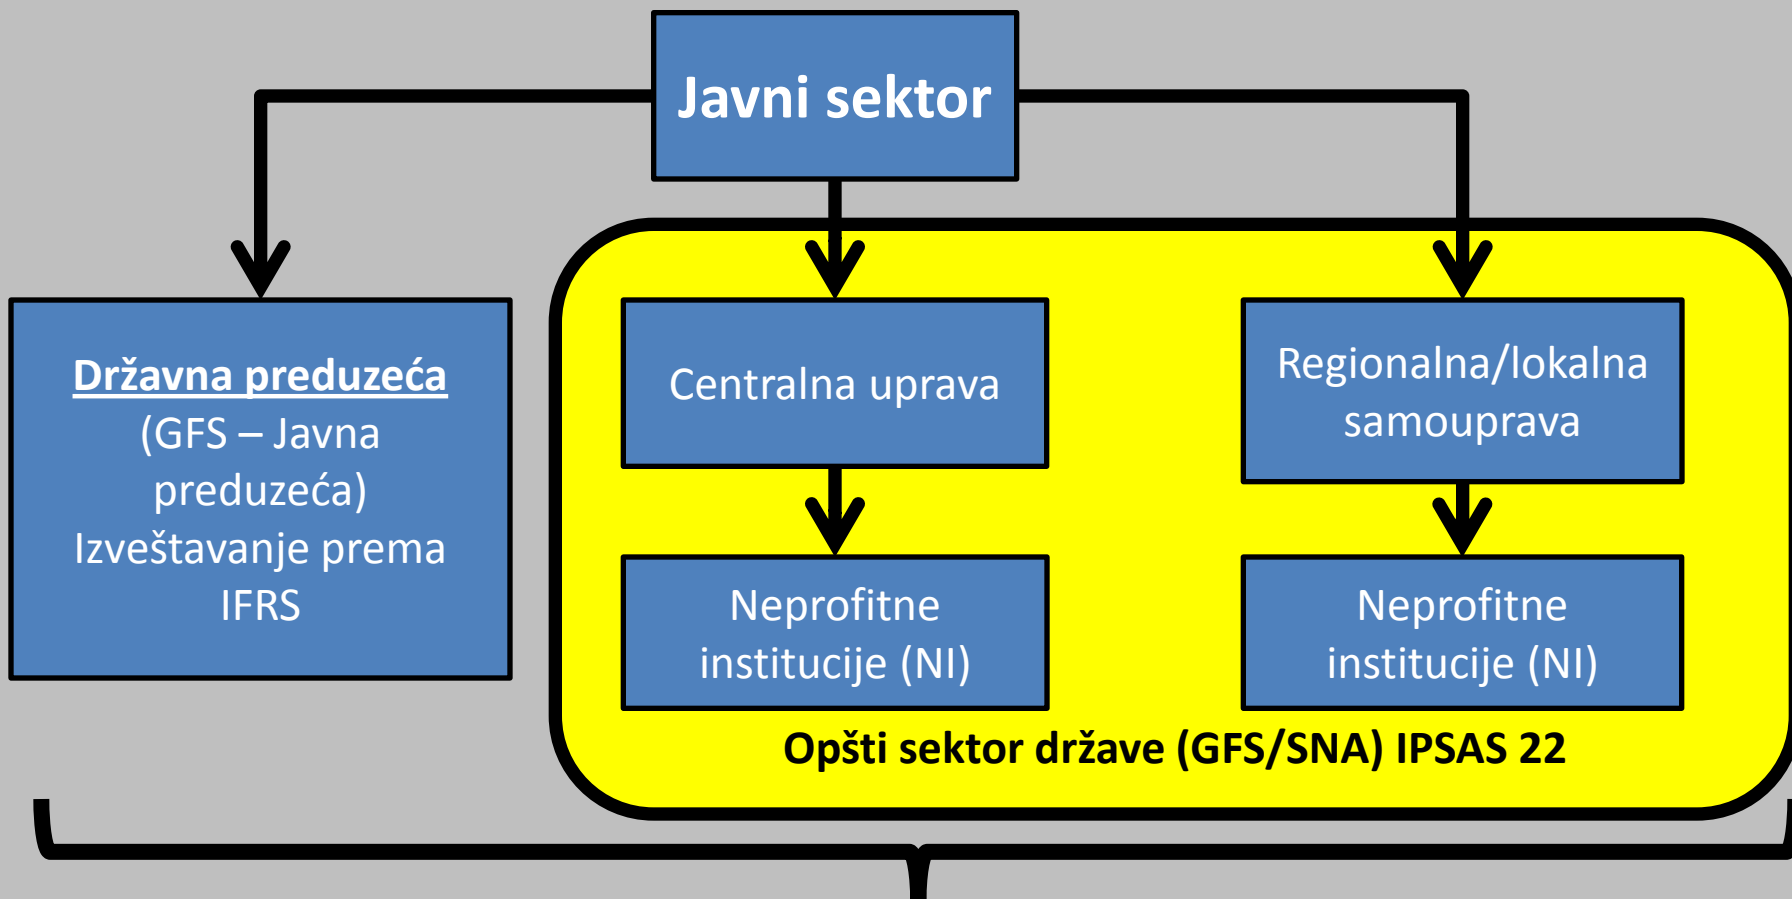 Javni sektor
Državna preduzeća
(GFS – Javna
preduzeća)
Izveštavanje prema
IFRS
Centralna uprava
Regionalna/lokalna
samouprava
Neprofitne
institucije (NI)
Neprofitne
institucije (NI)
Opšti sektor države (GFS/SNA) IPSAS 22